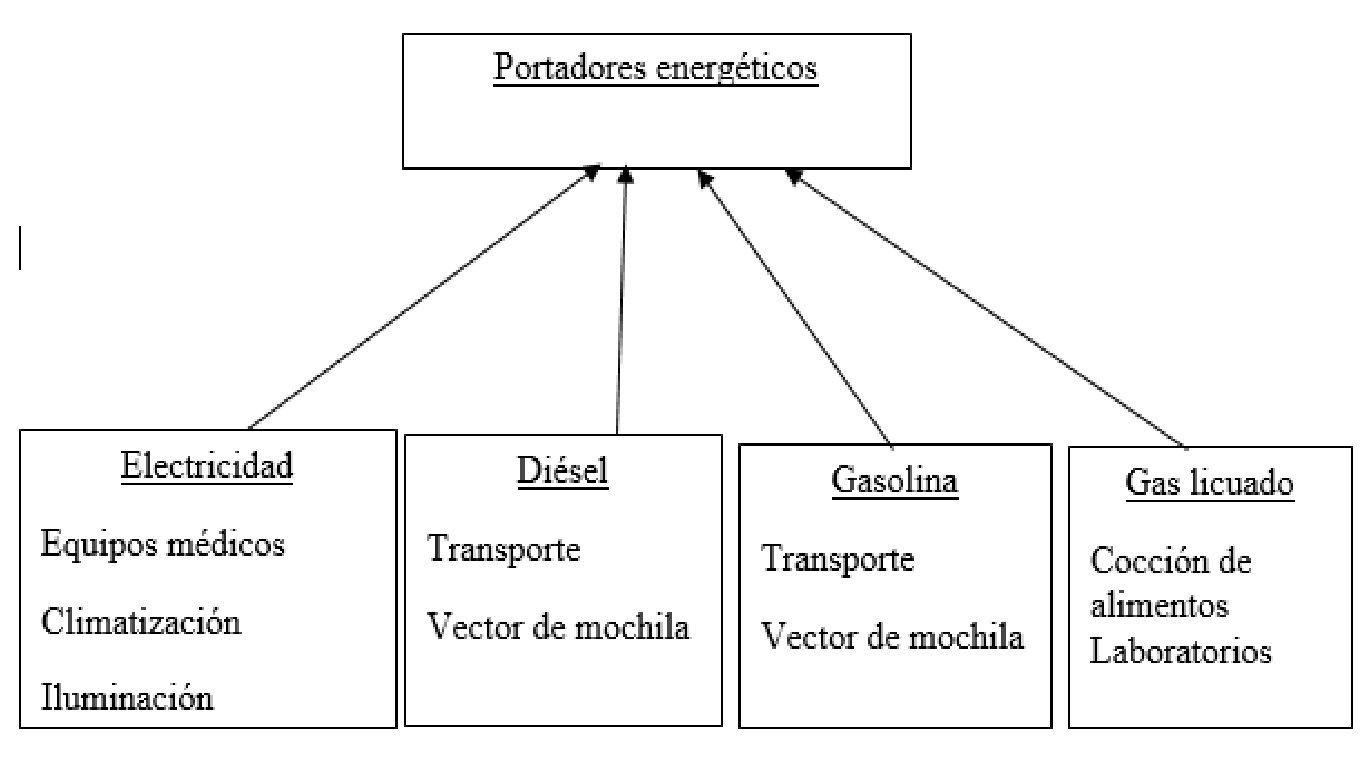 Portadores energéticos
Electricidad
Equipos médicos
Climatización
Iluminación
Diésel
Transporte
Vector de mochila
Gasolina
Transporte
Vector de mochila
Gas licuado
Cocción de
alimentos
Laboratorios